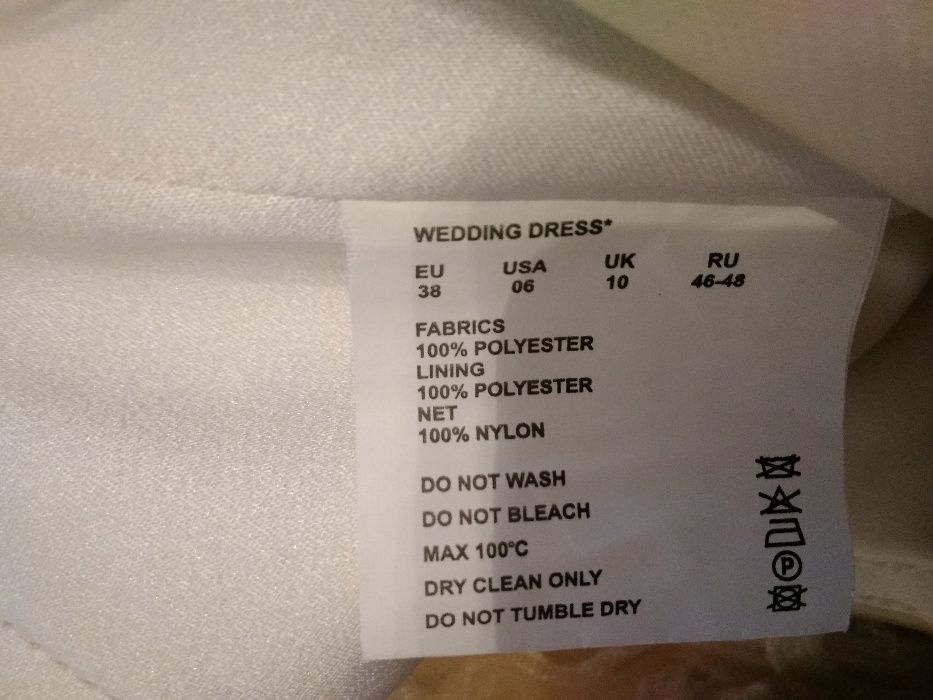 WEDDING DRESS*
EU USA UK RU
38 06 10 46-48
FABRICS
100% POLYESTER
LINING
100% POLYESTER
NET
100% NYLON
DO NOT WASH
DO NOT BLEACH
MAX 100°C
DRY CLEAN ONLY
P
DO NOT TUMBLE DRY